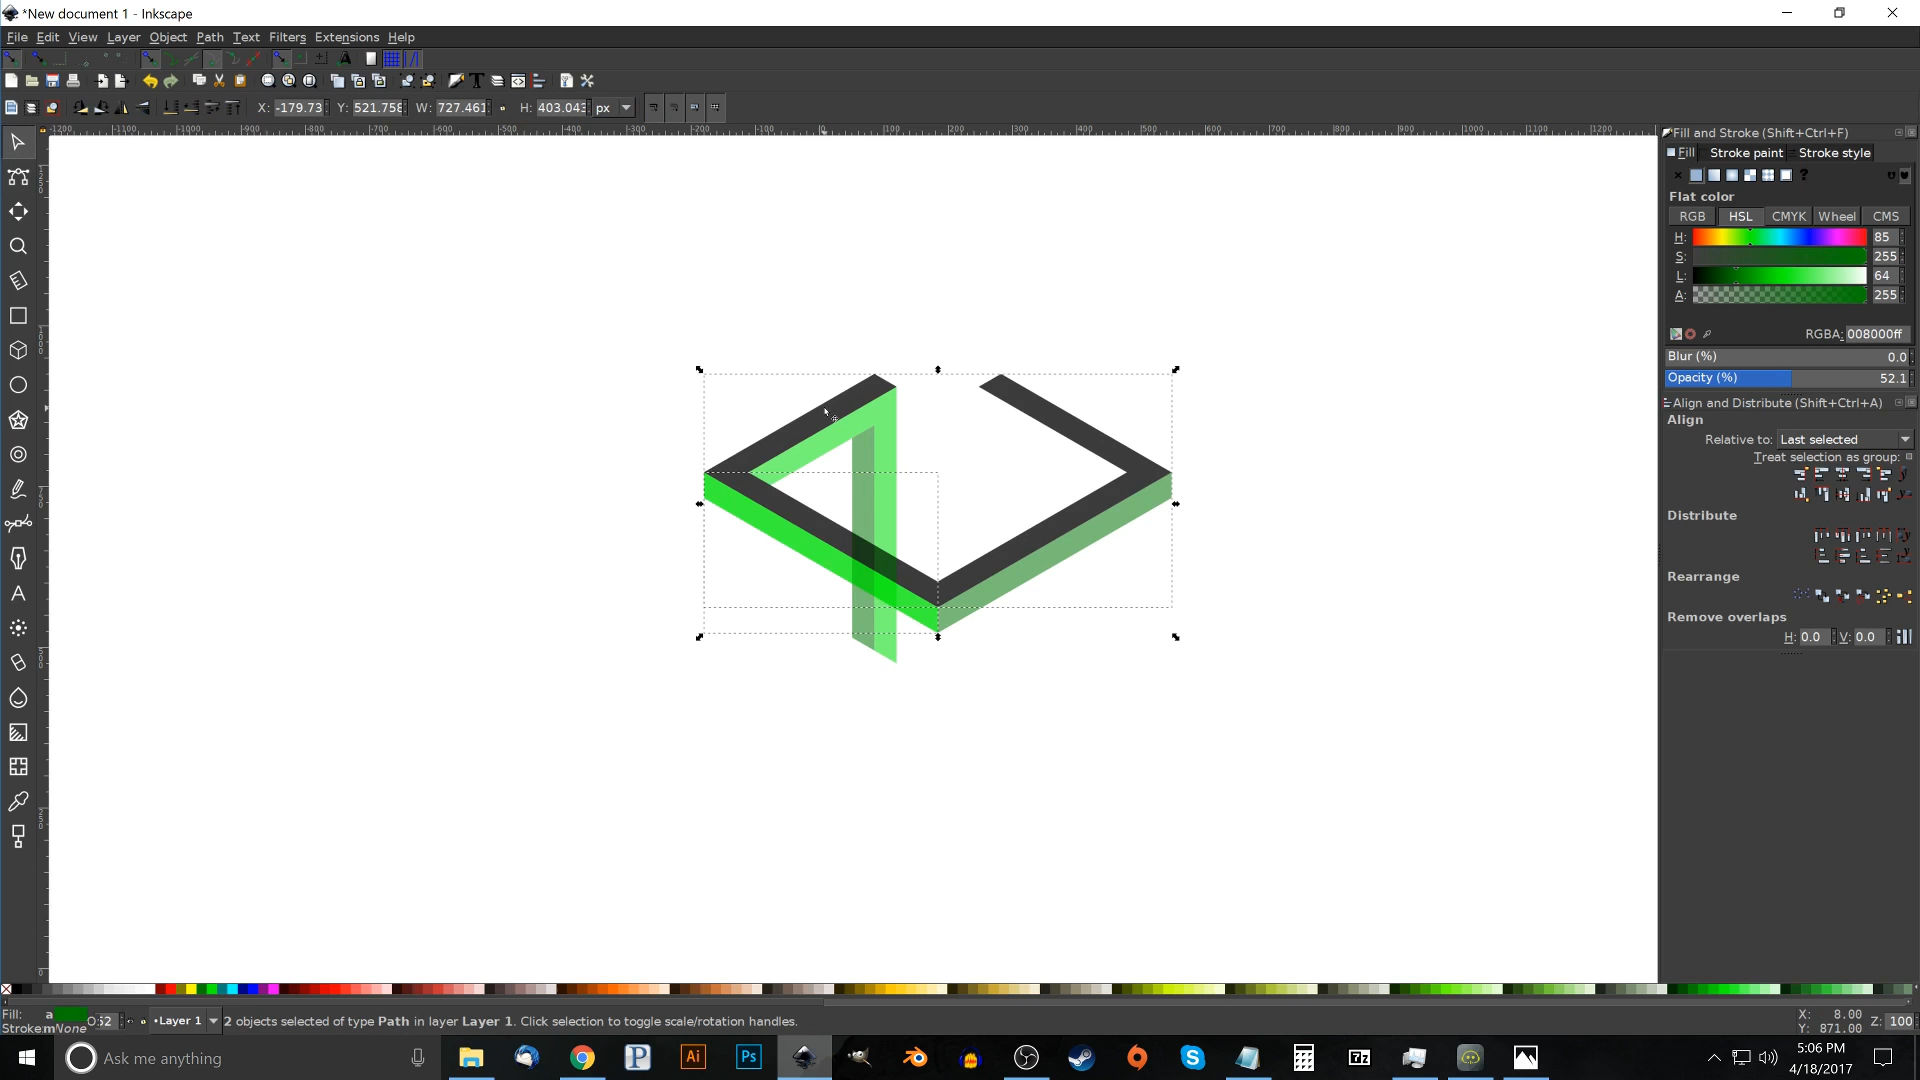 *New document 1 - Inkscape
File Edit View Layer Object Path Text Filters Extensions Help
X: -179.73 Y: 521.758 W: 727.461 H: 403.043 px
Fill and Stroke (Shift+Ctrl+F)
Fill Stroke paint Stroke style
Flat color
RGB HSL CMYK Wheel CMS
H: 85
S: 255
L: 64
A: 255
RGBA: 008000ff
Blur (%) 0.0
Opacity (%) 52.1
Align and Distribute (Shift+Ctrl+A)
Align
Relative to: Last selected
Treat selection as group:
Distribute
Rearrange
Remove overlaps
H: 0.0 V: 0.0
Fill:
Stroke: None O: 52
•Layer 1
2 objects selected of type Path in layer Layer 1. Click selection to toggle scale/rotation handles.
X: 8.00
Y: 871.00
Z: 100
Ask me anything
Ai
Ps
7z
5:06 PM
4/18/2017